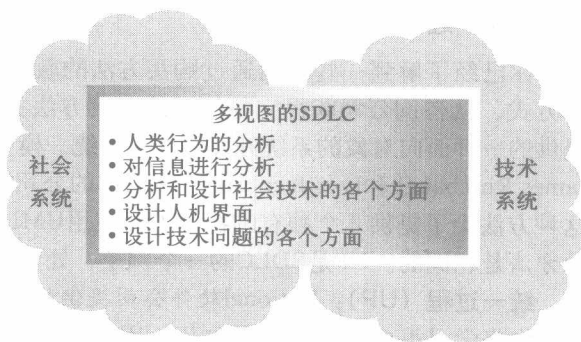 多视图的SDLC
• 人类行为的分析
• 对信息进行分析
• 分析和设计社会技术的各个方面
• 设计人机界面
• 设计技术问题的各个方面
社会
系统
技术
系统